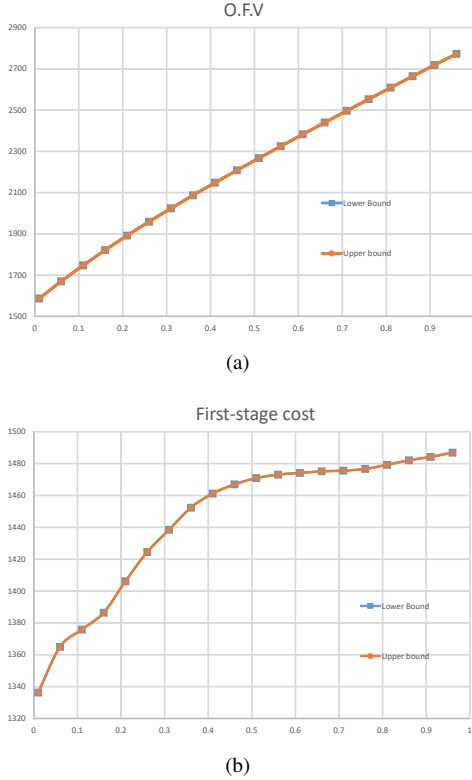 O.F.V
2900
2700
2500
2300
2100
1900
1700
1500
Lower Bound
Upper bound
0 0.1 0.2 0.3 0.4 0.5 0.6 0.7 0.8 0.9
(a)
First-stage cost
1500
1480
1460
1440
1420
1400
1380
1360
1340
1320
Lower Bound
Upper bound
0 0.1 0.2 0.3 0.4 0.5 0.6 0.7 0.8 0.9 1
(b)